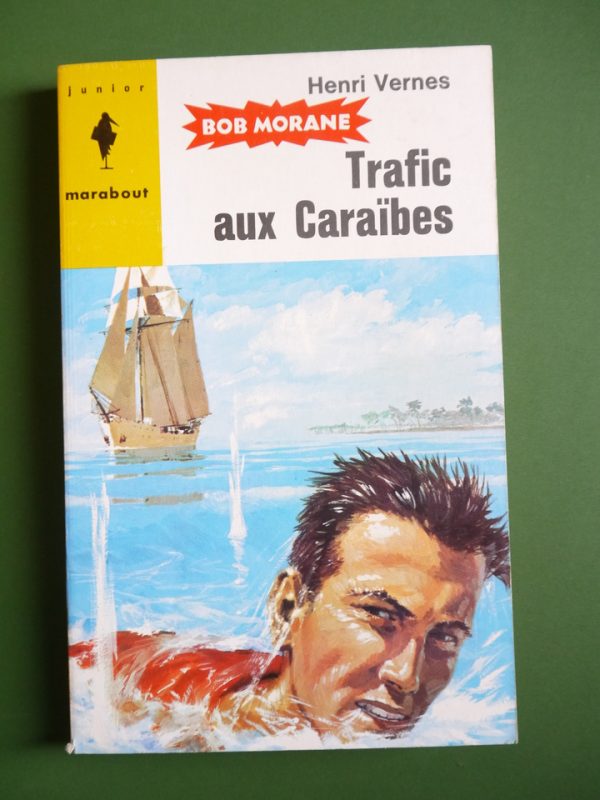 junior
marabout
Henri Vernes
BOB MORANE
Trafic
aux Caraïbes